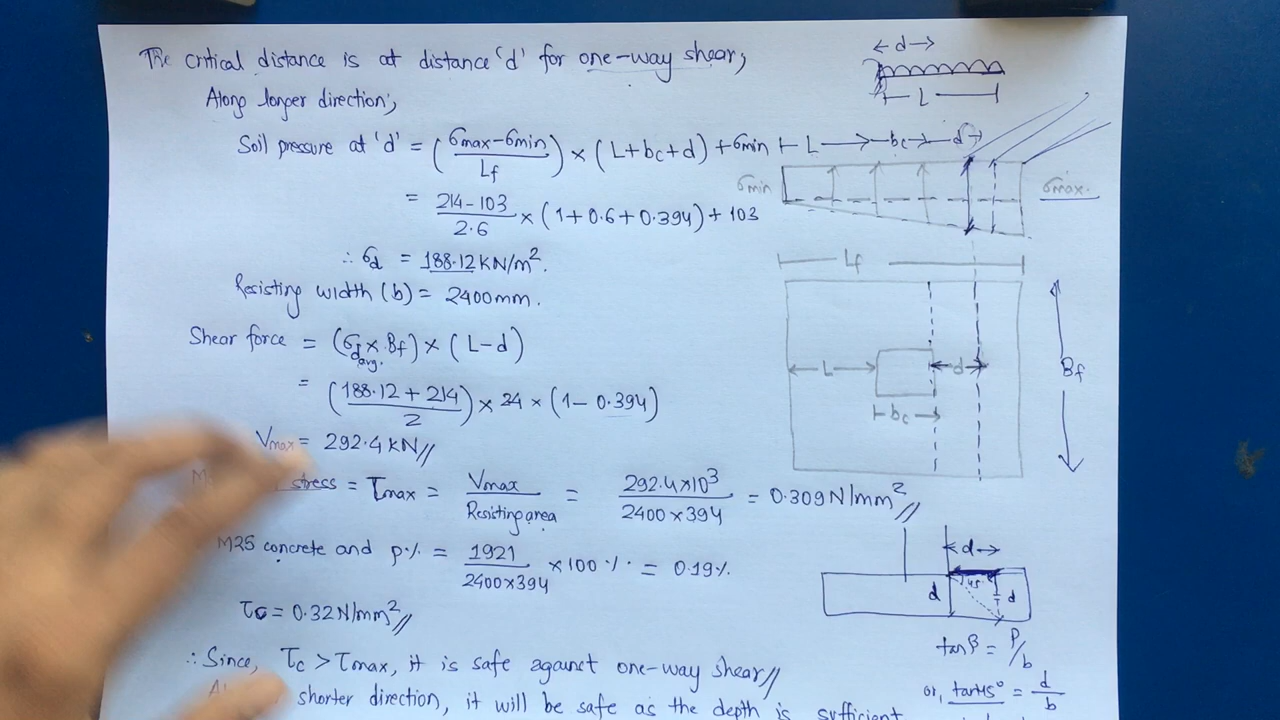 The critical distance is at distance 'd' for one-way shear,
Along longer direction,
Soil pressure at 'd' = (σmax-σmin / Lf) × (L+bc+d) + σmin
= 214-103 / 2.6 × (1+0.6+0.394) + 103
∴ σd = 188.12 KN/m².
Resisting width (b) = 2400mm.
Shear force = (σd avg. × Bf) × (L-d)
= (188.12 + 214 / 2) × 24 × (1-0.394)
Vmax = 292.4 KN//
stress = τmax = Vmax / Resisting area = 292.4×10³ / 2400×394 = 0.309 N/mm²//
M25 concrete and p% = 1921 / 2400×394 × 100% = 0.19%
τc = 0.32 N/mm²//
∴ Since, τc > τmax, it is safe against one-way shear//
shorter direction, it will be safe as the depth is sufficient
d
L
L bc d
σmin σmax.
Lf
L d Bf
bc
d
d 45° d
tanβ = P/b
or, tan45° = d/b